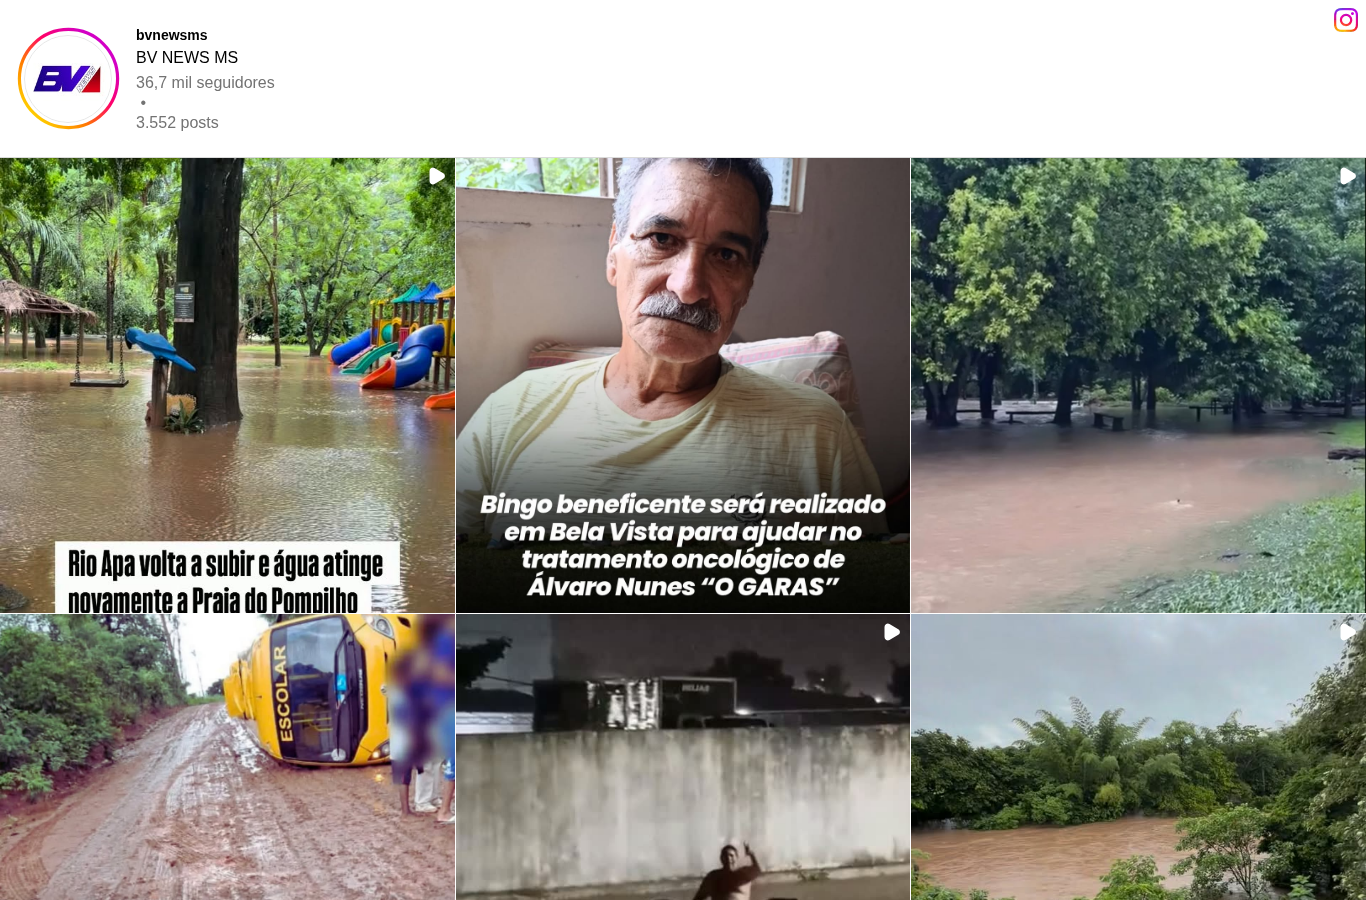 bvnewsms
BV NEWS MS
36,7 mil seguidores
•
3.552 posts
BV
Rio Apa volta a subir e água atinge
novamente a Praia do Pompilho
Bingo beneficente será realizado
em Bela Vista para ajudar no
tratamento oncológico de
Álvaro Nunes “O GARAS”
ESCOLAR